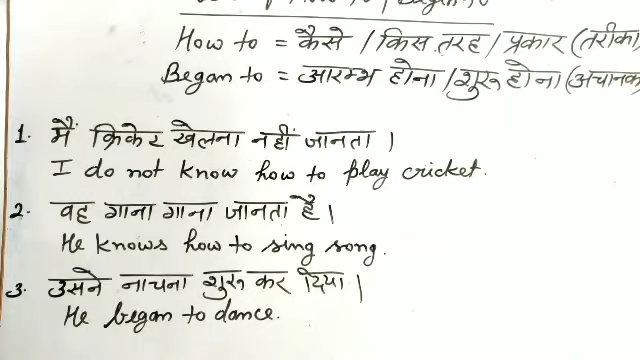 How to = कैसे / किस तरह / प्रकार (तरीका)
Began to = आरम्भ होना / शुरू होना (अचानक
1. मैं क्रिकेट खेलना नहीं जानता ।
I do not know how to play cricket.
2. वह गाना गाना जानता है ।
He knows how to sing song.
3. उसने नाचना शुरू कर दिया ।
He began to dance.